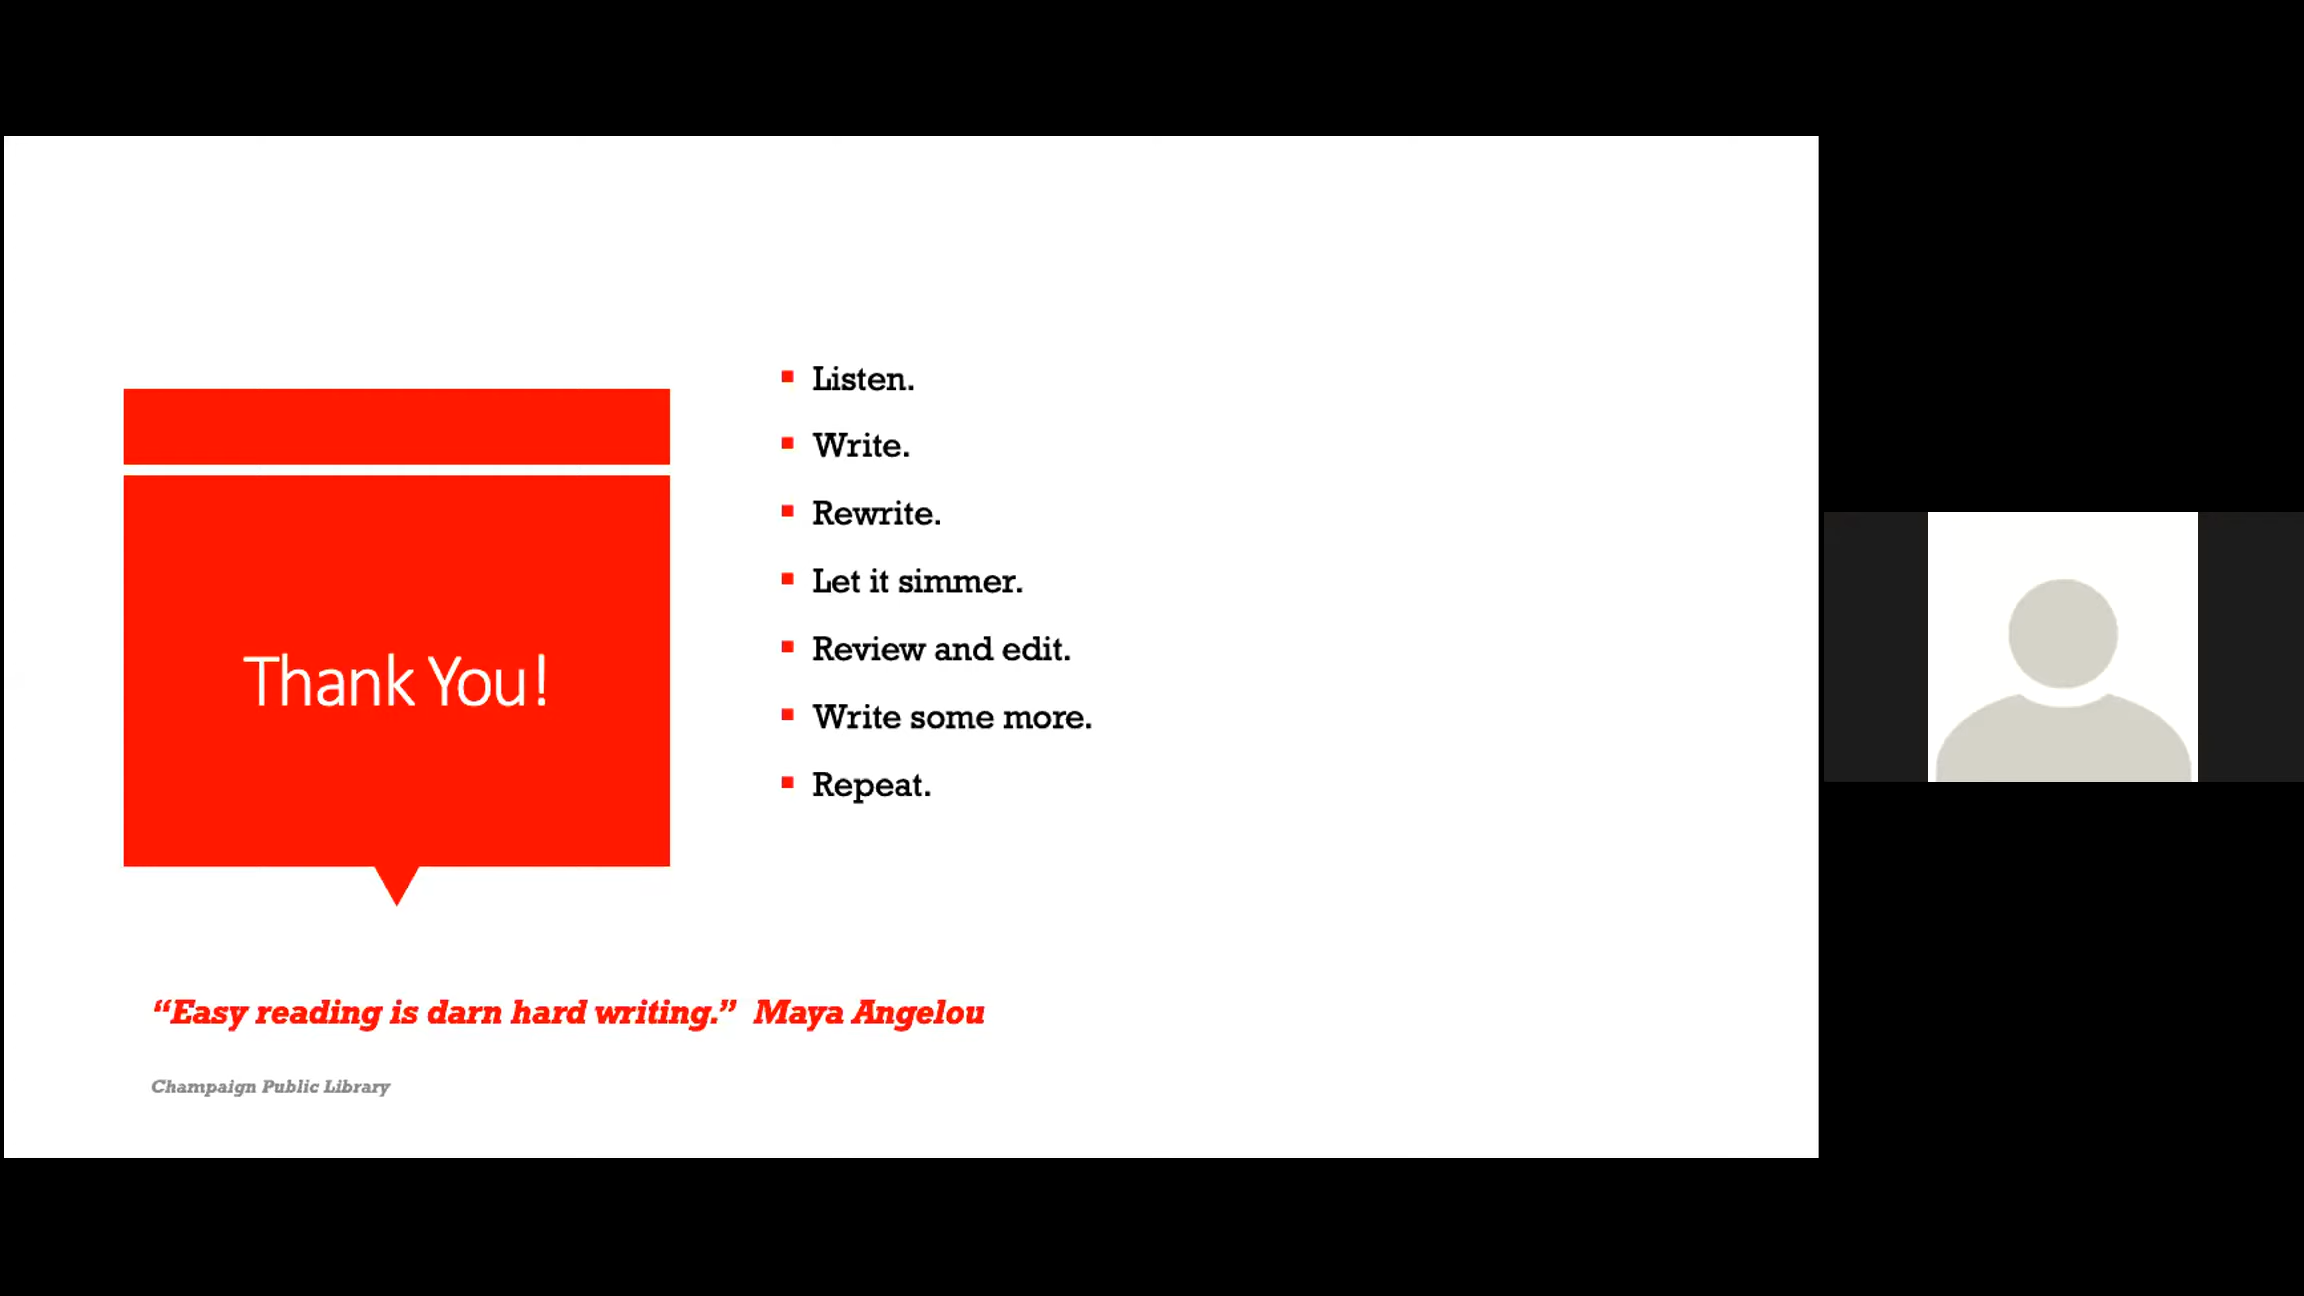 Thank You!
Listen.
Write.
Rewrite.
Let it simmer.
Review and edit.
Write some more.
Repeat.
“Easy reading is darn hard writing.” Maya Angelou
Champaign Public Library